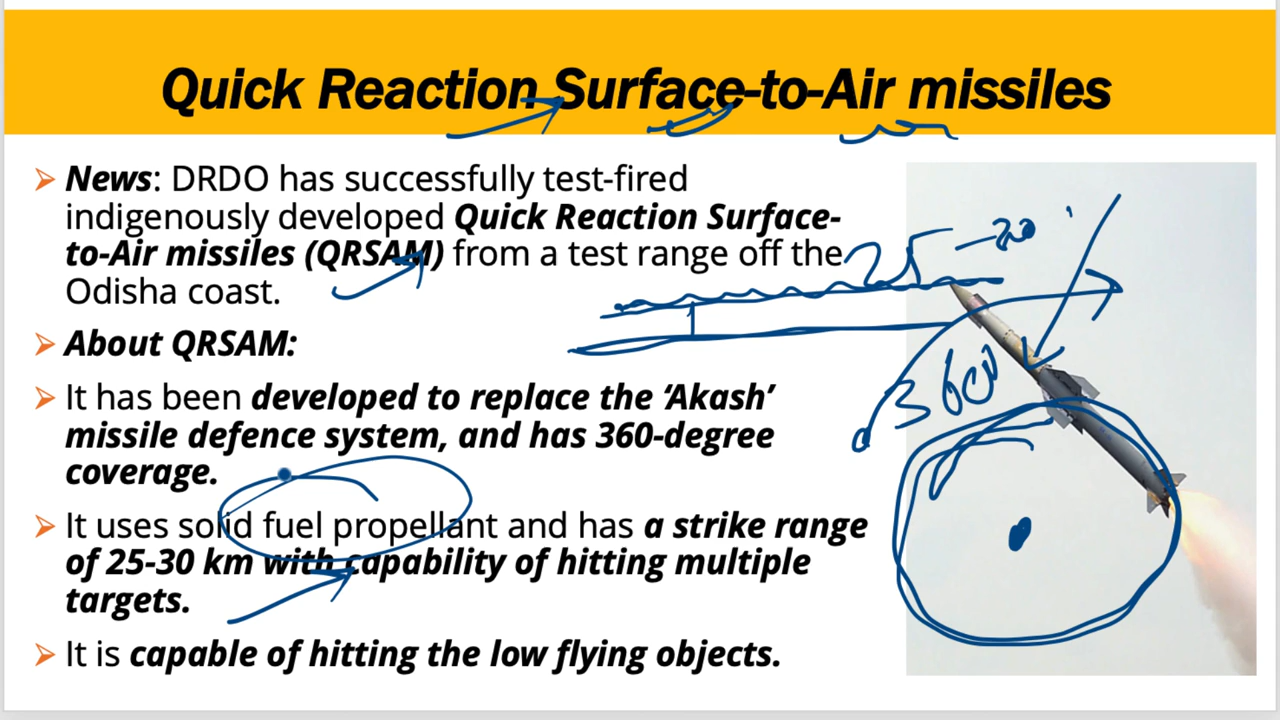 Quick Reaction Surface-to-Air missiles
➢ News: DRDO has successfully test-fired
indigenously developed Quick Reaction Surface-
to-Air missiles (QRSAM) from a test range off the
Odisha coast.
➢ About QRSAM:
➢ It has been developed to replace the ‘Akash’
missile defence system, and has 360-degree
coverage.
➢ It uses solid fuel propellant and has a strike range
of 25-30 km with capability of hitting multiple
targets.
➢ It is capable of hitting the low flying objects.
25 - 30
360